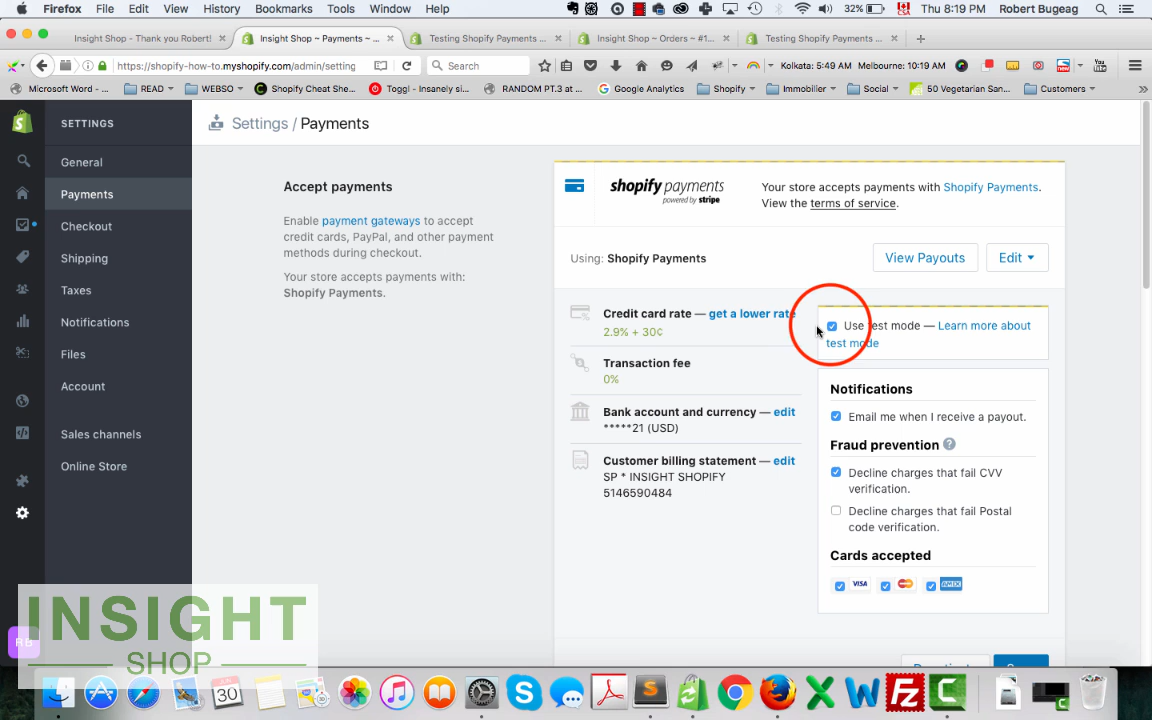 Firefox File Edit View History Bookmarks Tools Window Help 32% Thu 8:19 PM Robert Bugeag
Insight Shop - Thank you Robert! Insight Shop ~ Payments ~ ... Testing Shopify Payments ... Insight Shop ~ Orders ~ #1... Testing Shopify Payments ...
https://shopify-how-to.myshopify.com/admin/setting Search Kolkata: 5:49 AM Melbourne: 10:19 AM
Microsoft Word - ... READ WEBSO Shopify Cheat She... Toggl - Insanely si... RANDOM PT.3 at ... Google Analytics Shopify Immobilier Social 50 Vegetarian San... Customers
SETTINGS
Settings / Payments
General
Payments
Checkout
Shipping
Taxes
Notifications
Files
Account
Sales channels
Online Store
Accept payments
Enable payment gateways to accept
credit cards, PayPal, and other payment
methods during checkout.
Your store accepts payments with:
Shopify Payments.
shopify payments
powered by stripe
Your store accepts payments with Shopify Payments.
View the terms of service.
Using: Shopify Payments
View Payouts
Edit
Credit card rate — get a lower rate
2.9% + 30¢
Transaction fee
0%
Bank account and currency — edit
*****21 (USD)
Customer billing statement — edit
SP * INSIGHT SHOPIFY
5146590484
Use test mode — Learn more about
test mode
Notifications
Email me when I receive a payout.
Fraud prevention ?
Decline charges that fail CVV
verification.
Decline charges that fail Postal
code verification.
Cards accepted
VISA AMEX
INSIGHT
SHOP
30